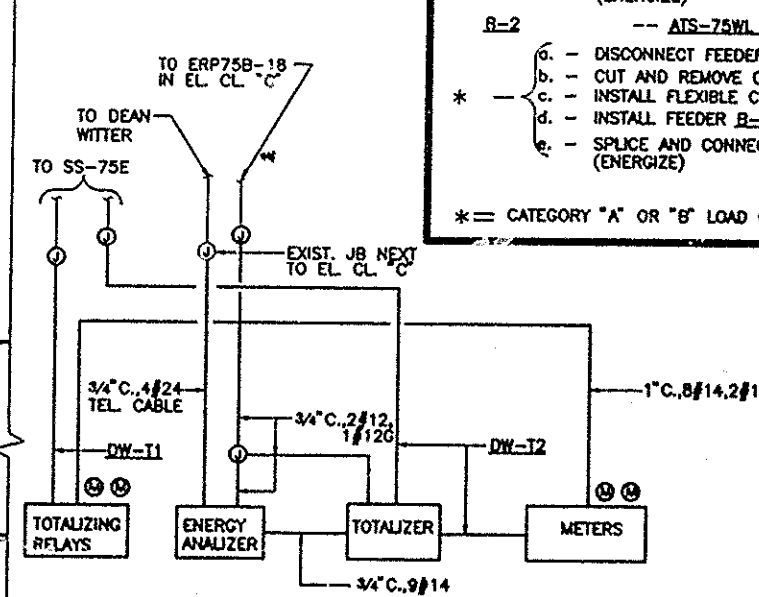 (ENERGIZE)
B-2 -- ATS-75WL
a. - DISCONNECT FEEDER
b. - CUT AND REMOVE C
* - c. - INSTALL FLEXIBLE C
d. - INSTALL FEEDER B-
e. - SPLICE AND CONNEC
(ENERGIZE)
*= CATEGORY "A" OR "B" LOAD
TO ERP75B-18
IN EL. CL. "C"
TO DEAN
WITTER
TO SS-75E
J
J
J
J
EXIST. JB NEXT
TO EL. CL. "C"
3/4"C.,4#24
TEL. CABLE
3/4"C.,2#12,
1#12G
1"C.,8#14,2#1
DW-T1
J
DW-T2
M M
M M
TOTALIZING
RELAYS
ENERGY
ANALIZER
TOTALIZER
METERS
3/4"C.,9#14